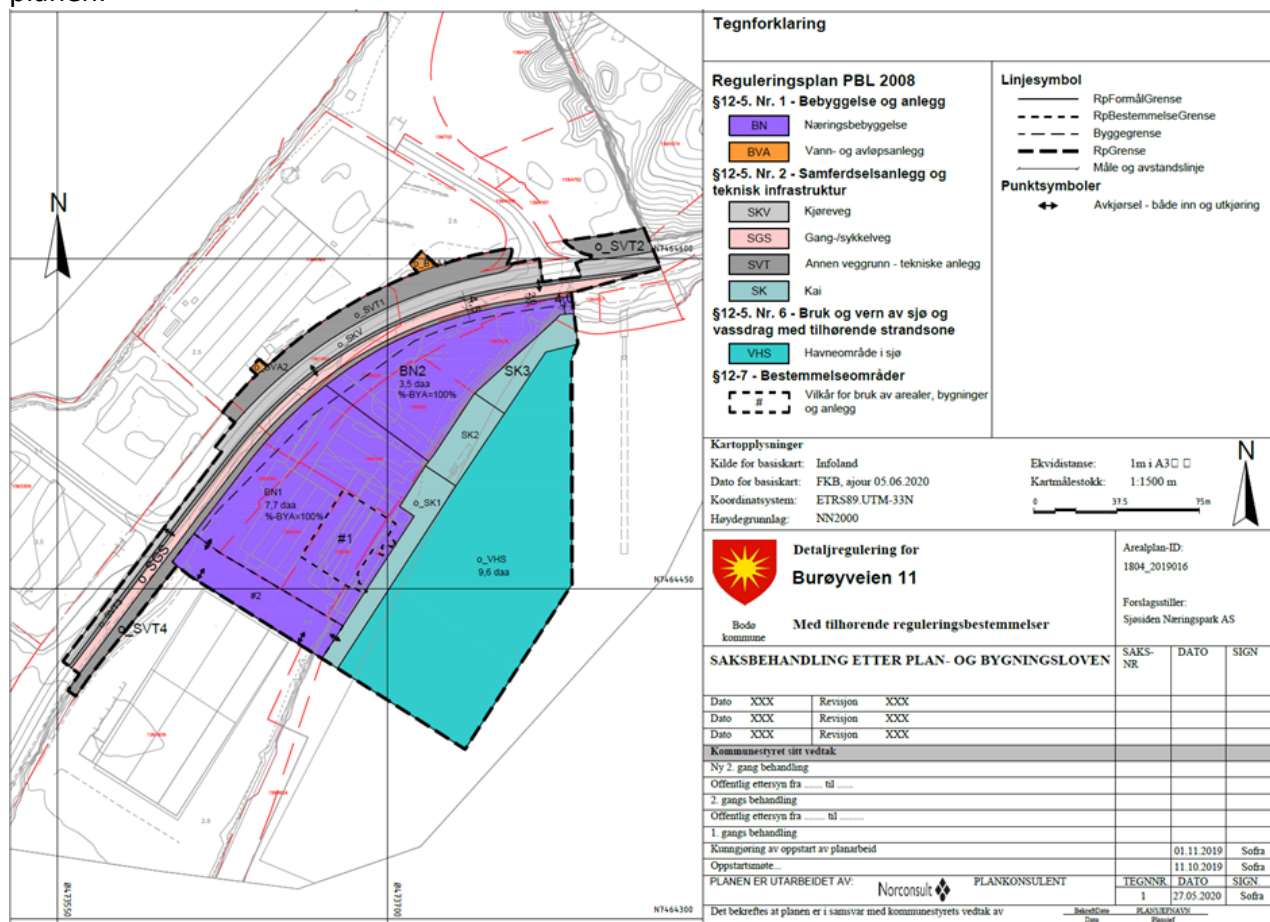 planen.
N
o_SVT2
N7464600
2.6
o_SVT1
o_SKV
o_SVA2
2.5
BN2
3,5 daa
%-BYA=100%
SK3
SK2
o_SK1
BN1
7,7 daa
%-BYA=100%
#1
o_VHS
9,6 daa
N7464450
#2
o_SGS
o_SVT4
2.8
Ø473550
Ø473700
N7464300
Tegnforklaring
Reguleringsplan PBL 2008
§12-5. Nr. 1 - Bebyggelse og anlegg
BN Næringsbebyggelse
BVA Vann- og avløpsanlegg
§12-5. Nr. 2 - Samferdselsanlegg og
teknisk infrastruktur
SKV Kjøreveg
SGS Gang-/sykkelveg
SVT Annen veggrunn - tekniske anlegg
SK Kai
§12-5. Nr. 6 - Bruk og vern av sjø og
vassdrag med tilhørende strandsone
VHS Havneområde i sjø
§12-7 - Bestemmelseområder
# Vilkår for bruk av arealer, bygninger
og anlegg
Linjesymbol
RpFormålGrense
RpBestemmelseGrense
Byggegrense
RpGrense
Måle og avstandslinje
Punktsymboler
Avkjørsel - både inn og utkjøring
Kartopplysninger
Kilde for basiskart: Infoland
Dato for basiskart: FKB, ajour 05.06.2020
Koordinatsystem: ETRS89.UTM-33N
Høydegrunnlag: NN2000
Ekvidistanse: 1m i A3
Kartmålestokk: 1:1500 m
0 37.5 75m
N
Bodø
kommune
Detaljregulering for
Burøyveien 11
Med tilhørende reguleringsbestemmelser
Arealplan-ID:
1804_2019016
Forslagsstiller:
Sjøsiden Næringspark AS
SAKSBEHANDLING ETTER PLAN- OG BYGNINGSLOVEN
SAKS-
NR
DATO
SIGN
Dato XXX Revisjon XXX
Dato XXX Revisjon XXX
Dato XXX Revisjon XXX
Kommunestyret sitt vedtak
Ny 2. gang behandling
Offentlig ettersyn fra ....... til ......
2. gangs behandling
Offentlig ettersyn fra ......... til .........
1. gangs behandling
Kunngjøring av oppstart av planarbeid 01.11.2019 Sofra
Oppstartsmøte... 11.10.2019 Sofra
PLANEN ER UTARBEIDET AV: Norconsult PLANKONSULENT
TEGNNR. DATO SIGN
1 27.05.2020 Sofra
Det bekreftes at planen er i samsvar med kommunestyrets vedtak av